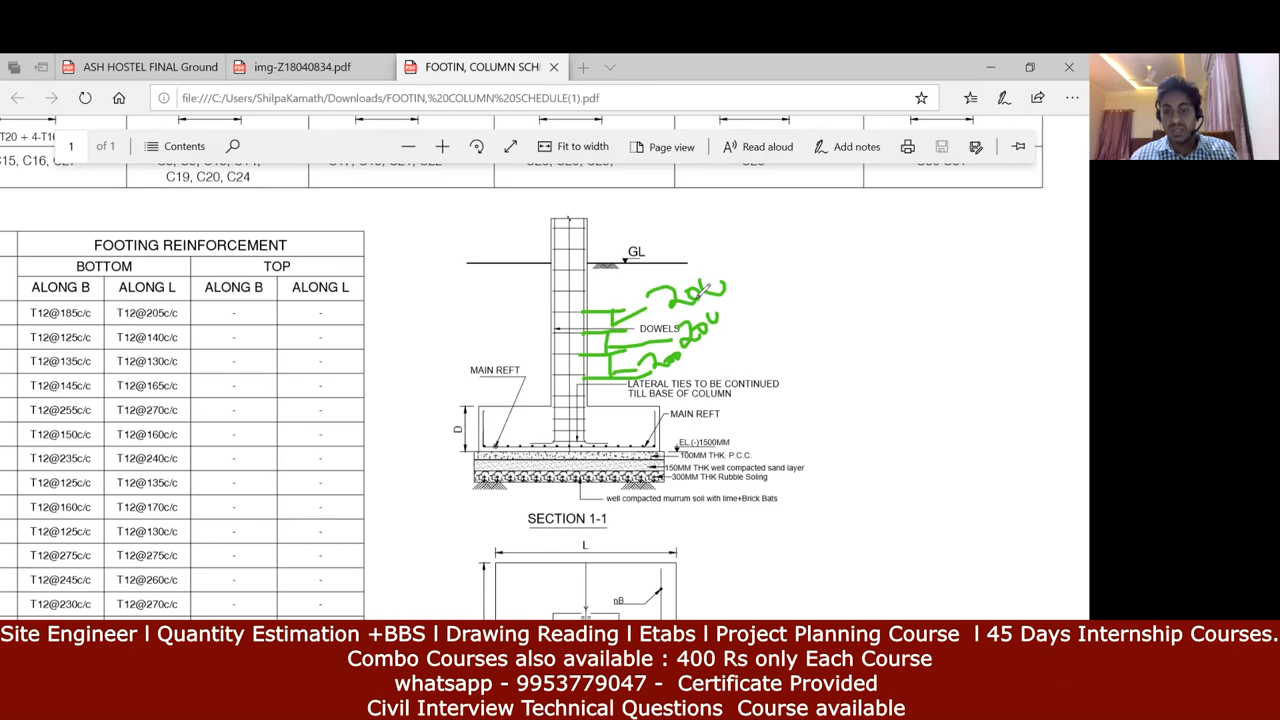 ASH HOSTEL FINAL Ground
img-Z18040834.pdf
FOOTIN, COLUMN SCH
file:///C:/Users/ShilpaKamath/Downloads/FOOTIN,%20COLUMN%20SCHEDULE(1).pdf
1 of 1
Contents
Fit to width
Page view
Read aloud
Add notes
C19, C20, C24
FOOTING REINFORCEMENT
BOTTOM TOP
ALONG B ALONG L ALONG B ALONG L
T12@185c/c T12@205c/c - -
T12@125c/c T12@140c/c - -
T12@135c/c T12@130c/c - -
T12@145c/c T12@165c/c - -
T12@255c/c T12@270c/c - -
T12@150c/c T12@160c/c - -
T12@235c/c T12@240c/c - -
T12@125c/c T12@135c/c - -
T12@160c/c T12@170c/c - -
T12@125c/c T12@130c/c - -
T12@275c/c T12@275c/c - -
T12@245c/c T12@260c/c - -
T12@230c/c T12@270c/c - -
GL
200
DOWELS
200
200
MAIN REFT
LATERAL TIES TO BE CONTINUED
TILL BASE OF COLUMN
D
MAIN REFT
EL.(-)1500MM
100MM THK. P.C.C.
150MM THK well compacted sand layer
300MM THK Rubble Soling
well compacted murrum soil with lime+Brick Bats
SECTION 1-1
L
nB
Site Engineer l Quantity Estimation +BBS l Drawing Reading l Etabs l Project Planning Course l 45 Days Internship Courses.
Combo Courses also available : 400 Rs only Each Course
whatsapp - 9953779047 - Certificate Provided
Civil Interview Technical Questions Course available